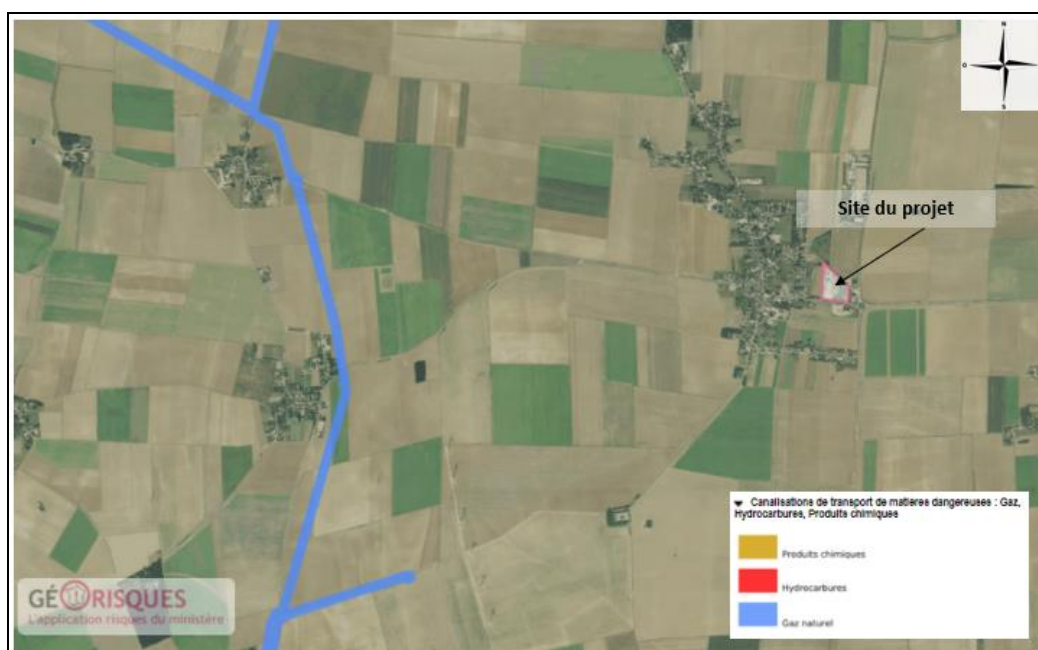 N
O
S
Site du projet
Canalisations de transport de matières dangereuses : Gaz,
Hydrocarbures, Produits chimiques
Produits chimiques
Hydrocarbures
Gaz naturel
GÉORISQUES
L'application risques du ministère